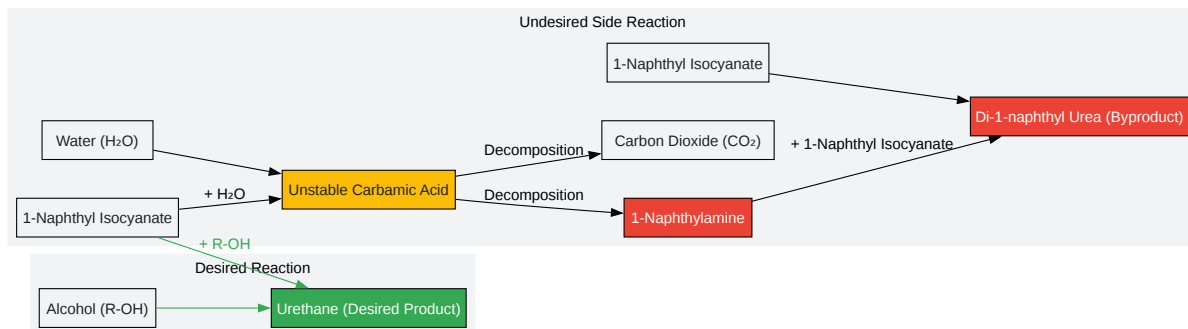 Undesired Side Reaction
1-Naphthyl Isocyanate
Di-1-naphthyl Urea (Byproduct)
Water (H₂O)
Carbon Dioxide (CO₂)
Decomposition
+ 1-Naphthyl Isocyanate
Unstable Carbamic Acid
+ H₂O
Decomposition
1-Naphthyl Isocyanate
1-Naphthylamine
+ R-OH
Desired Reaction
Alcohol (R-OH)
Urethane (Desired Product)